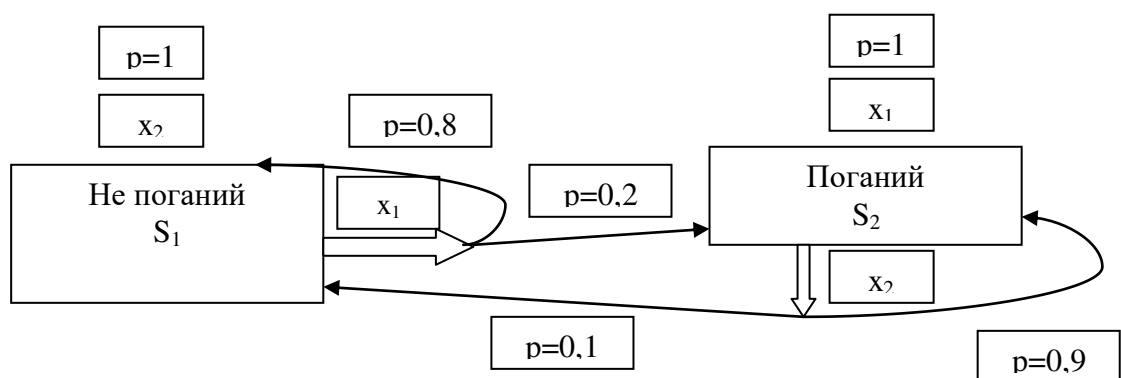 p=1
p=1
x₂
p=0,8
x₁
Не поганий
S₁
x₁
p=0,2
Поганий
S₂
x₂
p=0,1
p=0,9